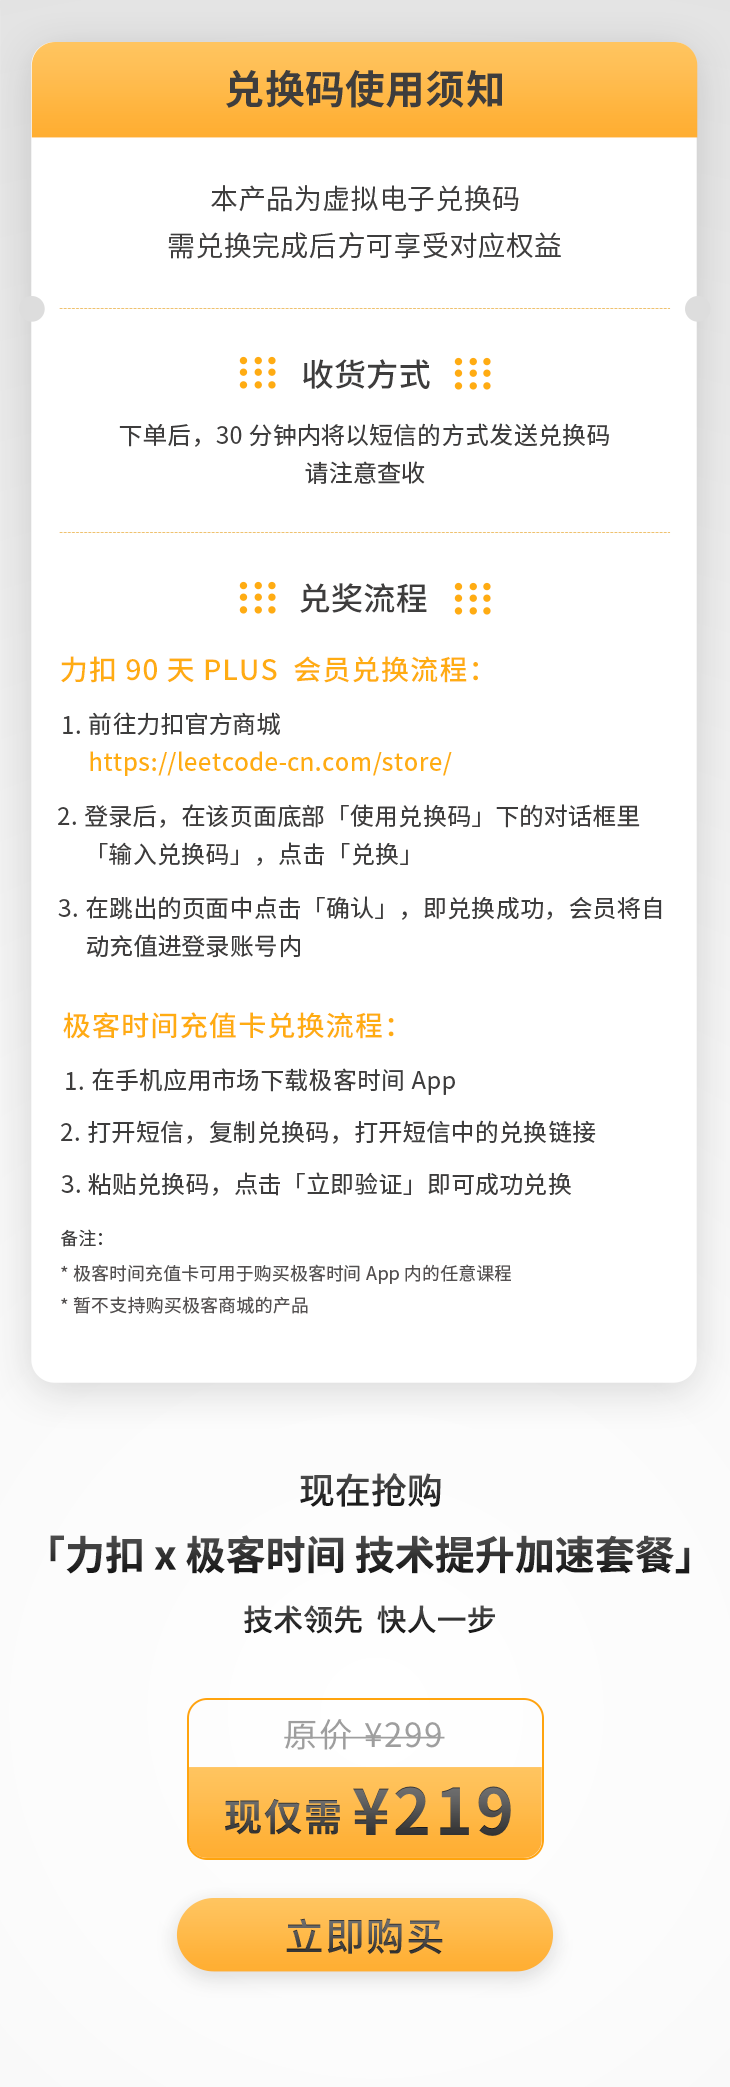 兑换码使用须知
本产品为虚拟电子兑换码
需兑换完成后方可享受对应权益
收货方式
下单后，30 分钟内将以短信的方式发送兑换码
请注意查收
兑奖流程
力扣 90 天 PLUS 会员兑换流程：
1. 前往力扣官方商城
https://leetcode-cn.com/store/
2. 登录后，在该页面底部「使用兑换码」下的对话框里
「输入兑换码」，点击「兑换」
3. 在跳出的页面中点击「确认」，即兑换成功，会员将自
动充值进登录账号内
极客时间充值卡兑换流程：
1. 在手机应用市场下载极客时间 App
2. 打开短信，复制兑换码，打开短信中的兑换链接
3. 粘贴兑换码，点击「立即验证」即可成功兑换
备注：
* 极客时间充值卡可用于购买极客时间 App 内的任意课程
* 暂不支持购买极客商城的产品
现在抢购
「力扣 x 极客时间 技术提升加速套餐」
技术领先 快人一步
原价 ¥299
现仅需 ¥219
立即购买